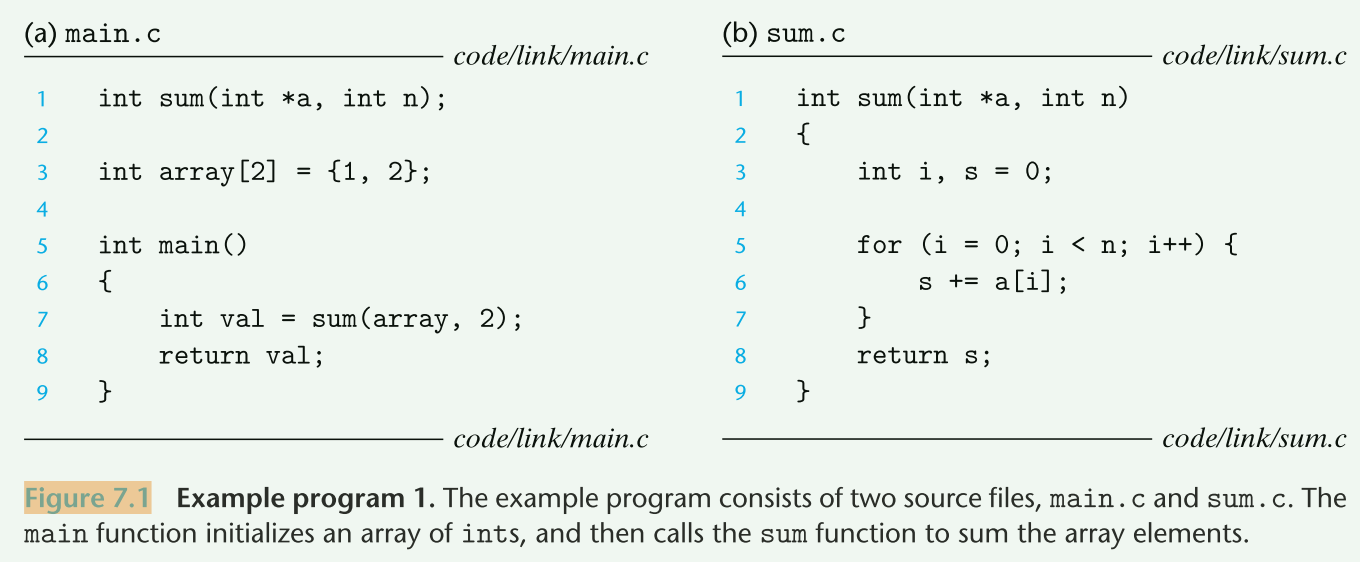 (a) main.c
code/link/main.c
1 int sum(int *a, int n);
2
3 int array[2] = {1, 2};
4
5 int main()
6 {
7     int val = sum(array, 2);
8     return val;
9 }
code/link/main.c
(b) sum.c
code/link/sum.c
1 int sum(int *a, int n)
2 {
3     int i, s = 0;
4
5     for (i = 0; i < n; i++) {
6         s += a[i];
7     }
8     return s;
9 }
code/link/sum.c
Figure 7.1 Example program 1. The example program consists of two source files, main.c and sum.c. The
main function initializes an array of ints, and then calls the sum function to sum the array elements.